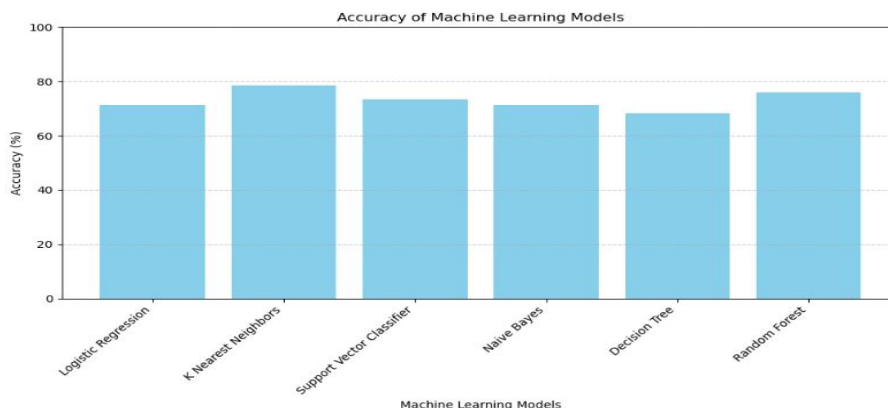 Accuracy of Machine Learning Models
100
80
60
40
20
0
Accuracy (%)
Logistic Regression
K Nearest Neighbors
Support Vector Classifier
Naive Bayes
Decision Tree
Random Forest
Machine Learning Models